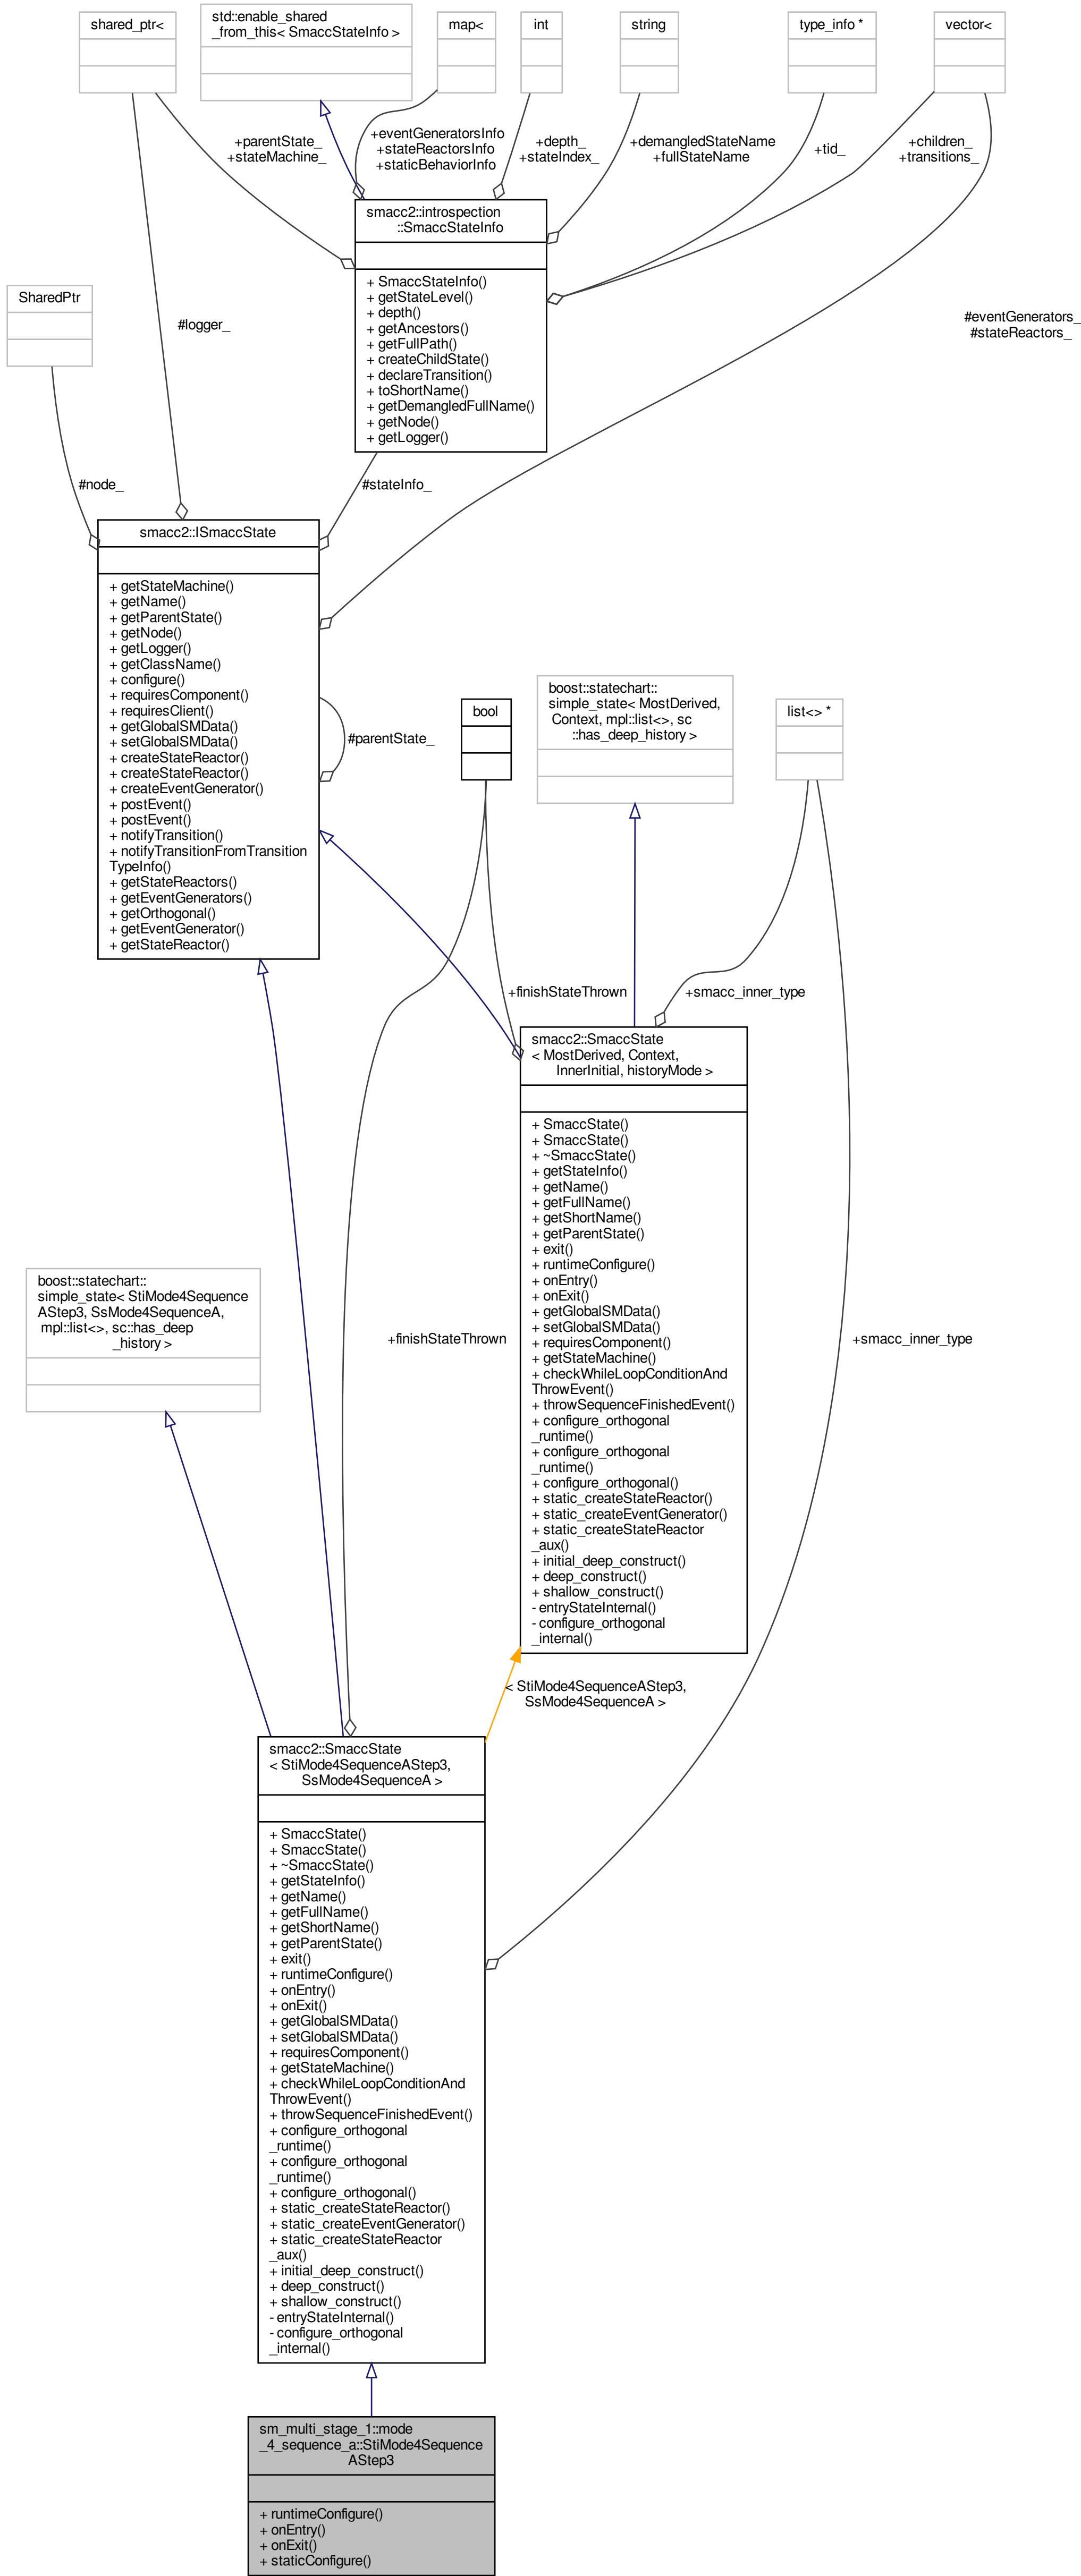 shared_ptr<
std::enable_shared
_from_this< SmaccStateInfo >
map<
int
string
type_info *
vector<
+parentState_
+stateMachine_
+eventGeneratorsInfo
+stateReactorsInfo
+staticBehaviorInfo
+depth_
+stateIndex_
+demangledStateName
+fullStateName
+tid_
+children_
+transitions_
smacc2::introspection
::SmaccStateInfo
+ SmaccStateInfo()
+ getStateLevel()
+ depth()
+ getAncestors()
+ getFullPath()
+ createChildState()
+ declareTransition()
+ toShortName()
+ getDemangledFullName()
+ getNode()
+ getLogger()
SharedPtr
#logger_
#eventGenerators_
#stateReactors_
#node_
#stateInfo_
smacc2::ISmaccState
+ getStateMachine()
+ getName()
+ getParentState()
+ getNode()
+ getLogger()
+ getClassName()
+ configure()
+ requiresComponent()
+ requiresClient()
+ getGlobalSMData()
+ setGlobalSMData()
+ createStateReactor()
+ createStateReactor()
+ createEventGenerator()
+ postEvent()
+ postEvent()
+ notifyTransition()
+ notifyTransitionFromTransition
TypeInfo()
+ getStateReactors()
+ getEventGenerators()
+ getOrthogonal()
+ getEventGenerator()
+ getStateReactor()
#parentState_
bool
boost::statechart::
simple_state< MostDerived,
Context, mpl::list<>, sc
::has_deep_history >
list<> *
+finishStateThrown
+smacc_inner_type
smacc2::SmaccState
< MostDerived, Context,
InnerInitial, historyMode >
+ SmaccState()
+ SmaccState()
+ ~SmaccState()
+ getStateInfo()
+ getName()
+ getFullName()
+ getShortName()
+ getParentState()
+ exit()
+ runtimeConfigure()
+ onEntry()
+ onExit()
+ getGlobalSMData()
+ setGlobalSMData()
+ requiresComponent()
+ getStateMachine()
+ checkWhileLoopConditionAnd
ThrowEvent()
+ throwSequenceFinishedEvent()
+ configure_orthogonal
_runtime()
+ configure_orthogonal
_runtime()
+ configure_orthogonal()
+ static_createStateReactor()
+ static_createEventGenerator()
+ static_createStateReactor
_aux()
+ initial_deep_construct()
+ deep_construct()
+ shallow_construct()
- entryStateInternal()
- configure_orthogonal
_internal()
boost::statechart::
simple_state< StiMode4Sequence
AStep3, SsMode4SequenceA,
mpl::list<>, sc::has_deep
_history >
+finishStateThrown
+smacc_inner_type
< StiMode4SequenceAStep3,
SsMode4SequenceA >
smacc2::SmaccState
< StiMode4SequenceAStep3,
SsMode4SequenceA >
+ SmaccState()
+ SmaccState()
+ ~SmaccState()
+ getStateInfo()
+ getName()
+ getFullName()
+ getShortName()
+ getParentState()
+ exit()
+ runtimeConfigure()
+ onEntry()
+ onExit()
+ getGlobalSMData()
+ setGlobalSMData()
+ requiresComponent()
+ getStateMachine()
+ checkWhileLoopConditionAnd
ThrowEvent()
+ throwSequenceFinishedEvent()
+ configure_orthogonal
_runtime()
+ configure_orthogonal
_runtime()
+ configure_orthogonal()
+ static_createStateReactor()
+ static_createEventGenerator()
+ static_createStateReactor
_aux()
+ initial_deep_construct()
+ deep_construct()
+ shallow_construct()
- entryStateInternal()
- configure_orthogonal
_internal()
sm_multi_stage_1::mode
_4_sequence_a::StiMode4Sequence
AStep3
+ runtimeConfigure()
+ onEntry()
+ onExit()
+ staticConfigure()